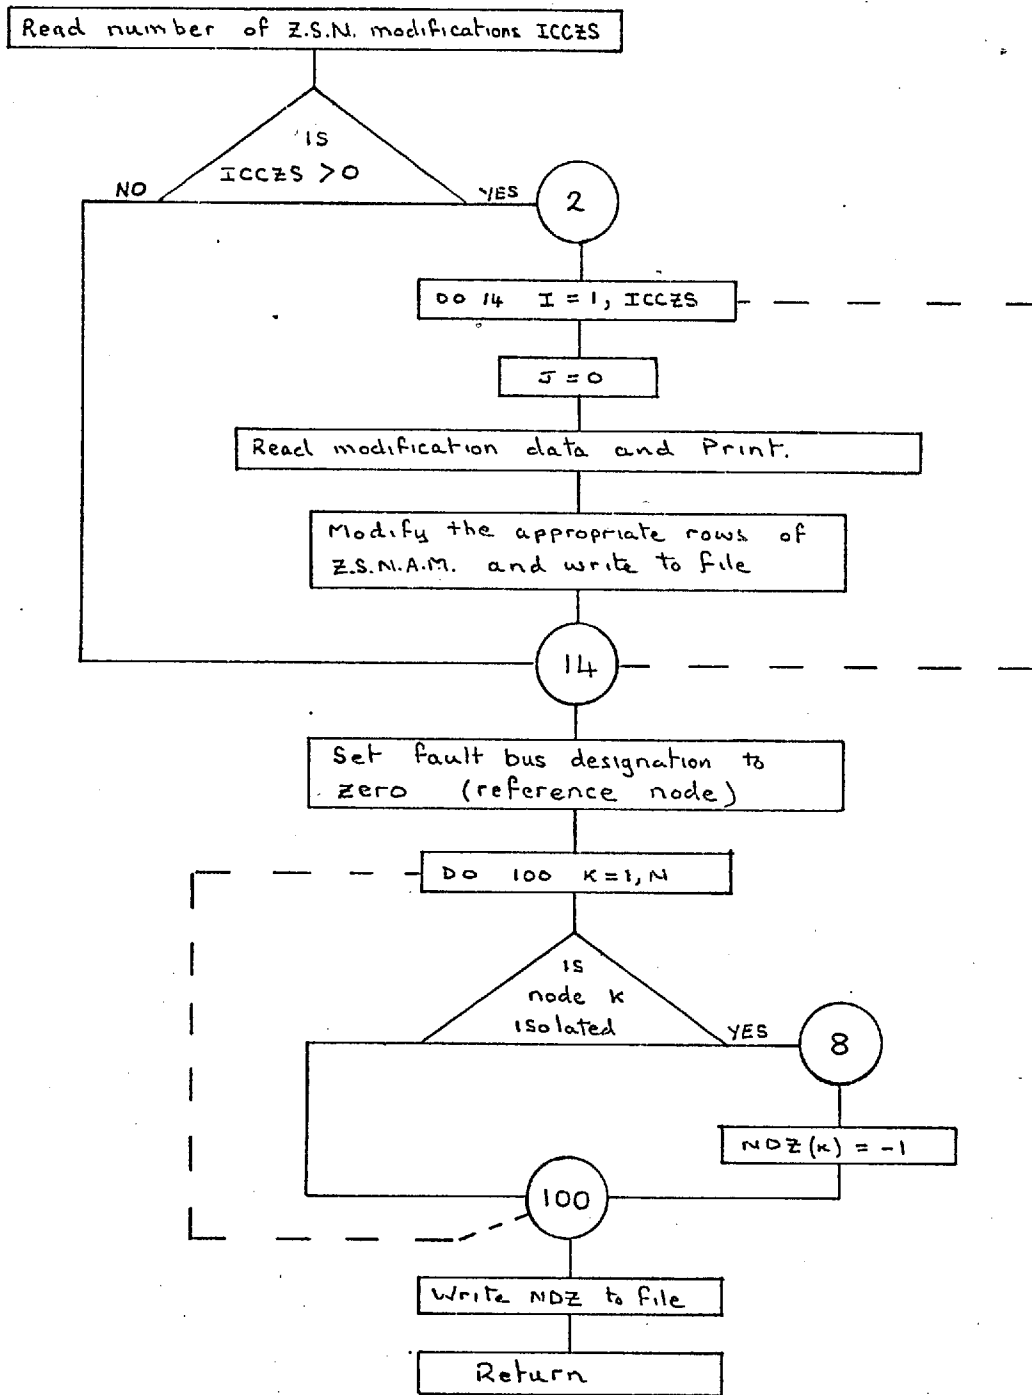 Read number of Z.S.N. modifications ICCZS
IS
ICCZS > 0
NO
YES
2
DO 14 I = 1, ICCZS
J = 0
Read modification data and Print.
Modify the appropriate rows of
Z.S.N.A.M. and write to file
14
Set fault bus designation to
zero (reference node)
DO 100 K = 1, N
IS
node K
isolated
YES
8
NDZ(K) = -1
100
Write NDZ to file
Return